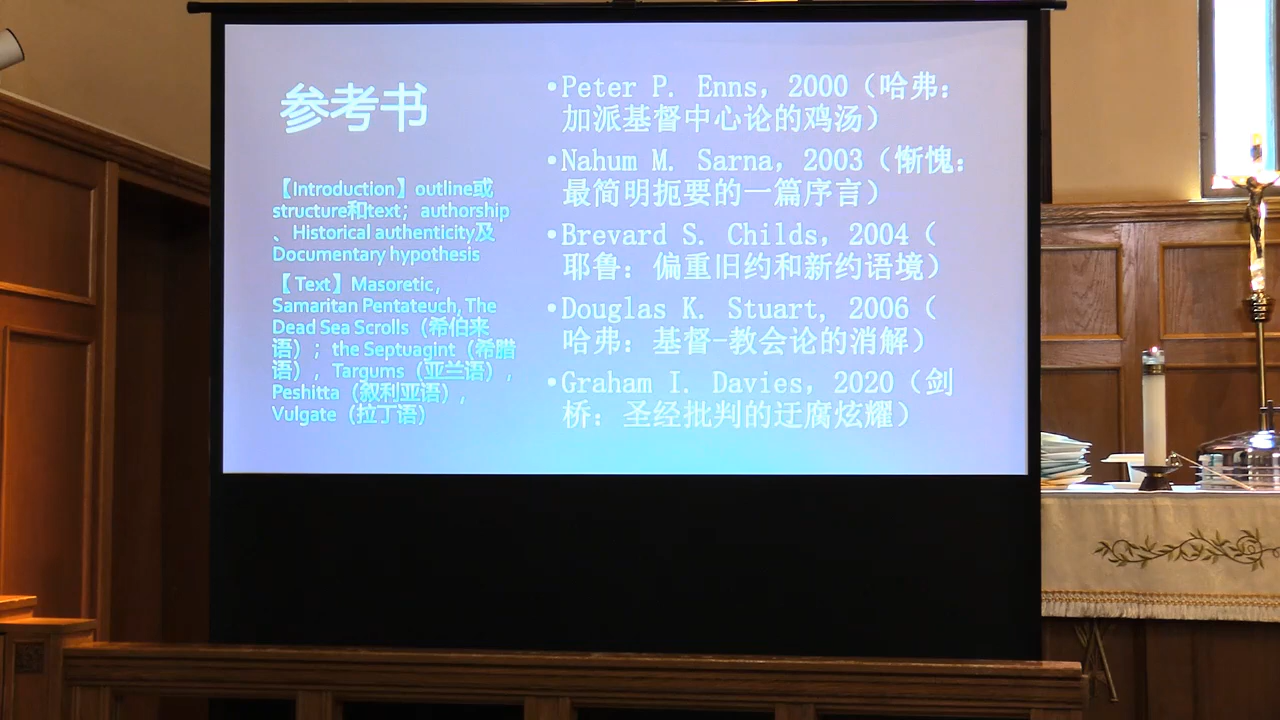 参考书
【Introduction】outline或
structure和text；authorship
、Historical authenticity及
Documentary hypothesis
【Text】Masoretic,
Samaritan Pentateuch, The
Dead Sea Scrolls（希伯来
语）；the Septuagint（希腊
语），Targums（亚兰语），
Peshitta（叙利亚语），
Vulgate（拉丁语）
•Peter P. Enns，2000（哈弗：
加派基督中心论的鸡汤）
•Nahum M. Sarna，2003（惭愧：
最简明扼要的一篇序言）
•Brevard S. Childs，2004（
耶鲁：偏重旧约和新约语境）
•Douglas K. Stuart，2006（
哈弗：基督-教会论的消解）
•Graham I. Davies，2020（剑
桥：圣经批判的迂腐炫耀）